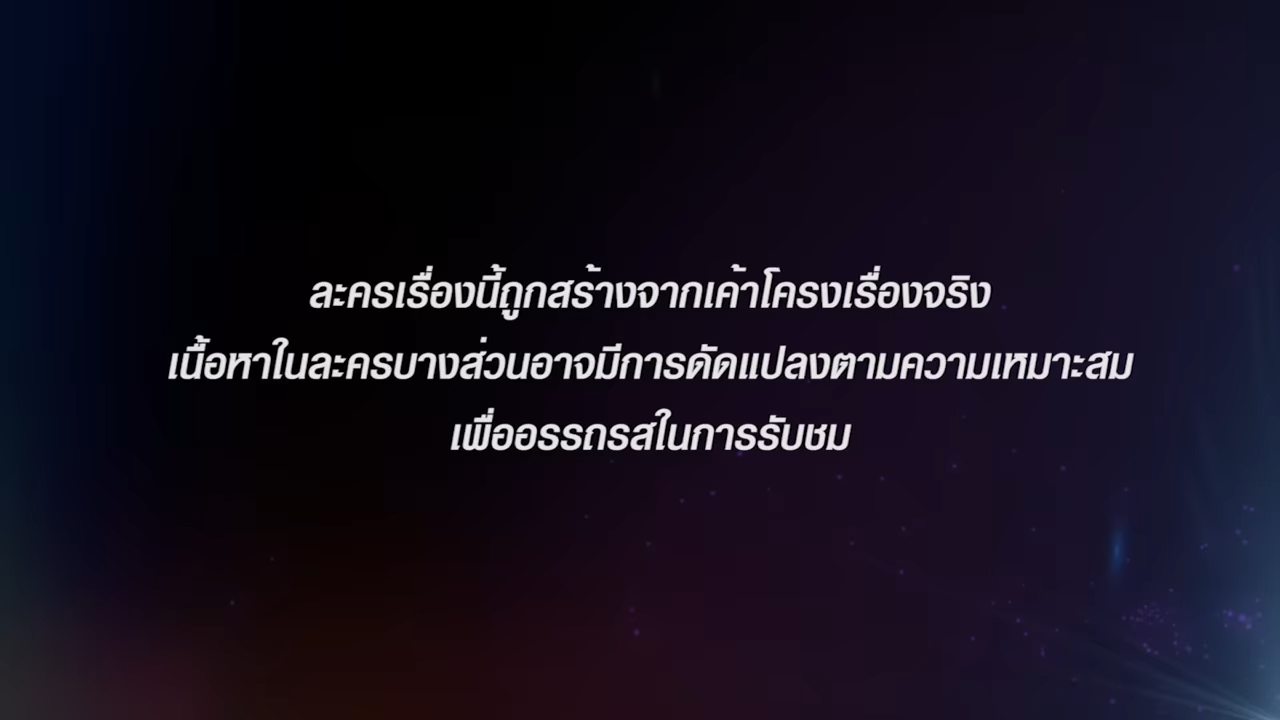 ละครเรื่องนี้ถูกสร้างจากเค้าโครงเรื่องจริง
เนื้อหาในละครบางส่วนอาจมีการดัดแปลงตามความเหมาะสม
เพื่ออรรถรสในการรับชม